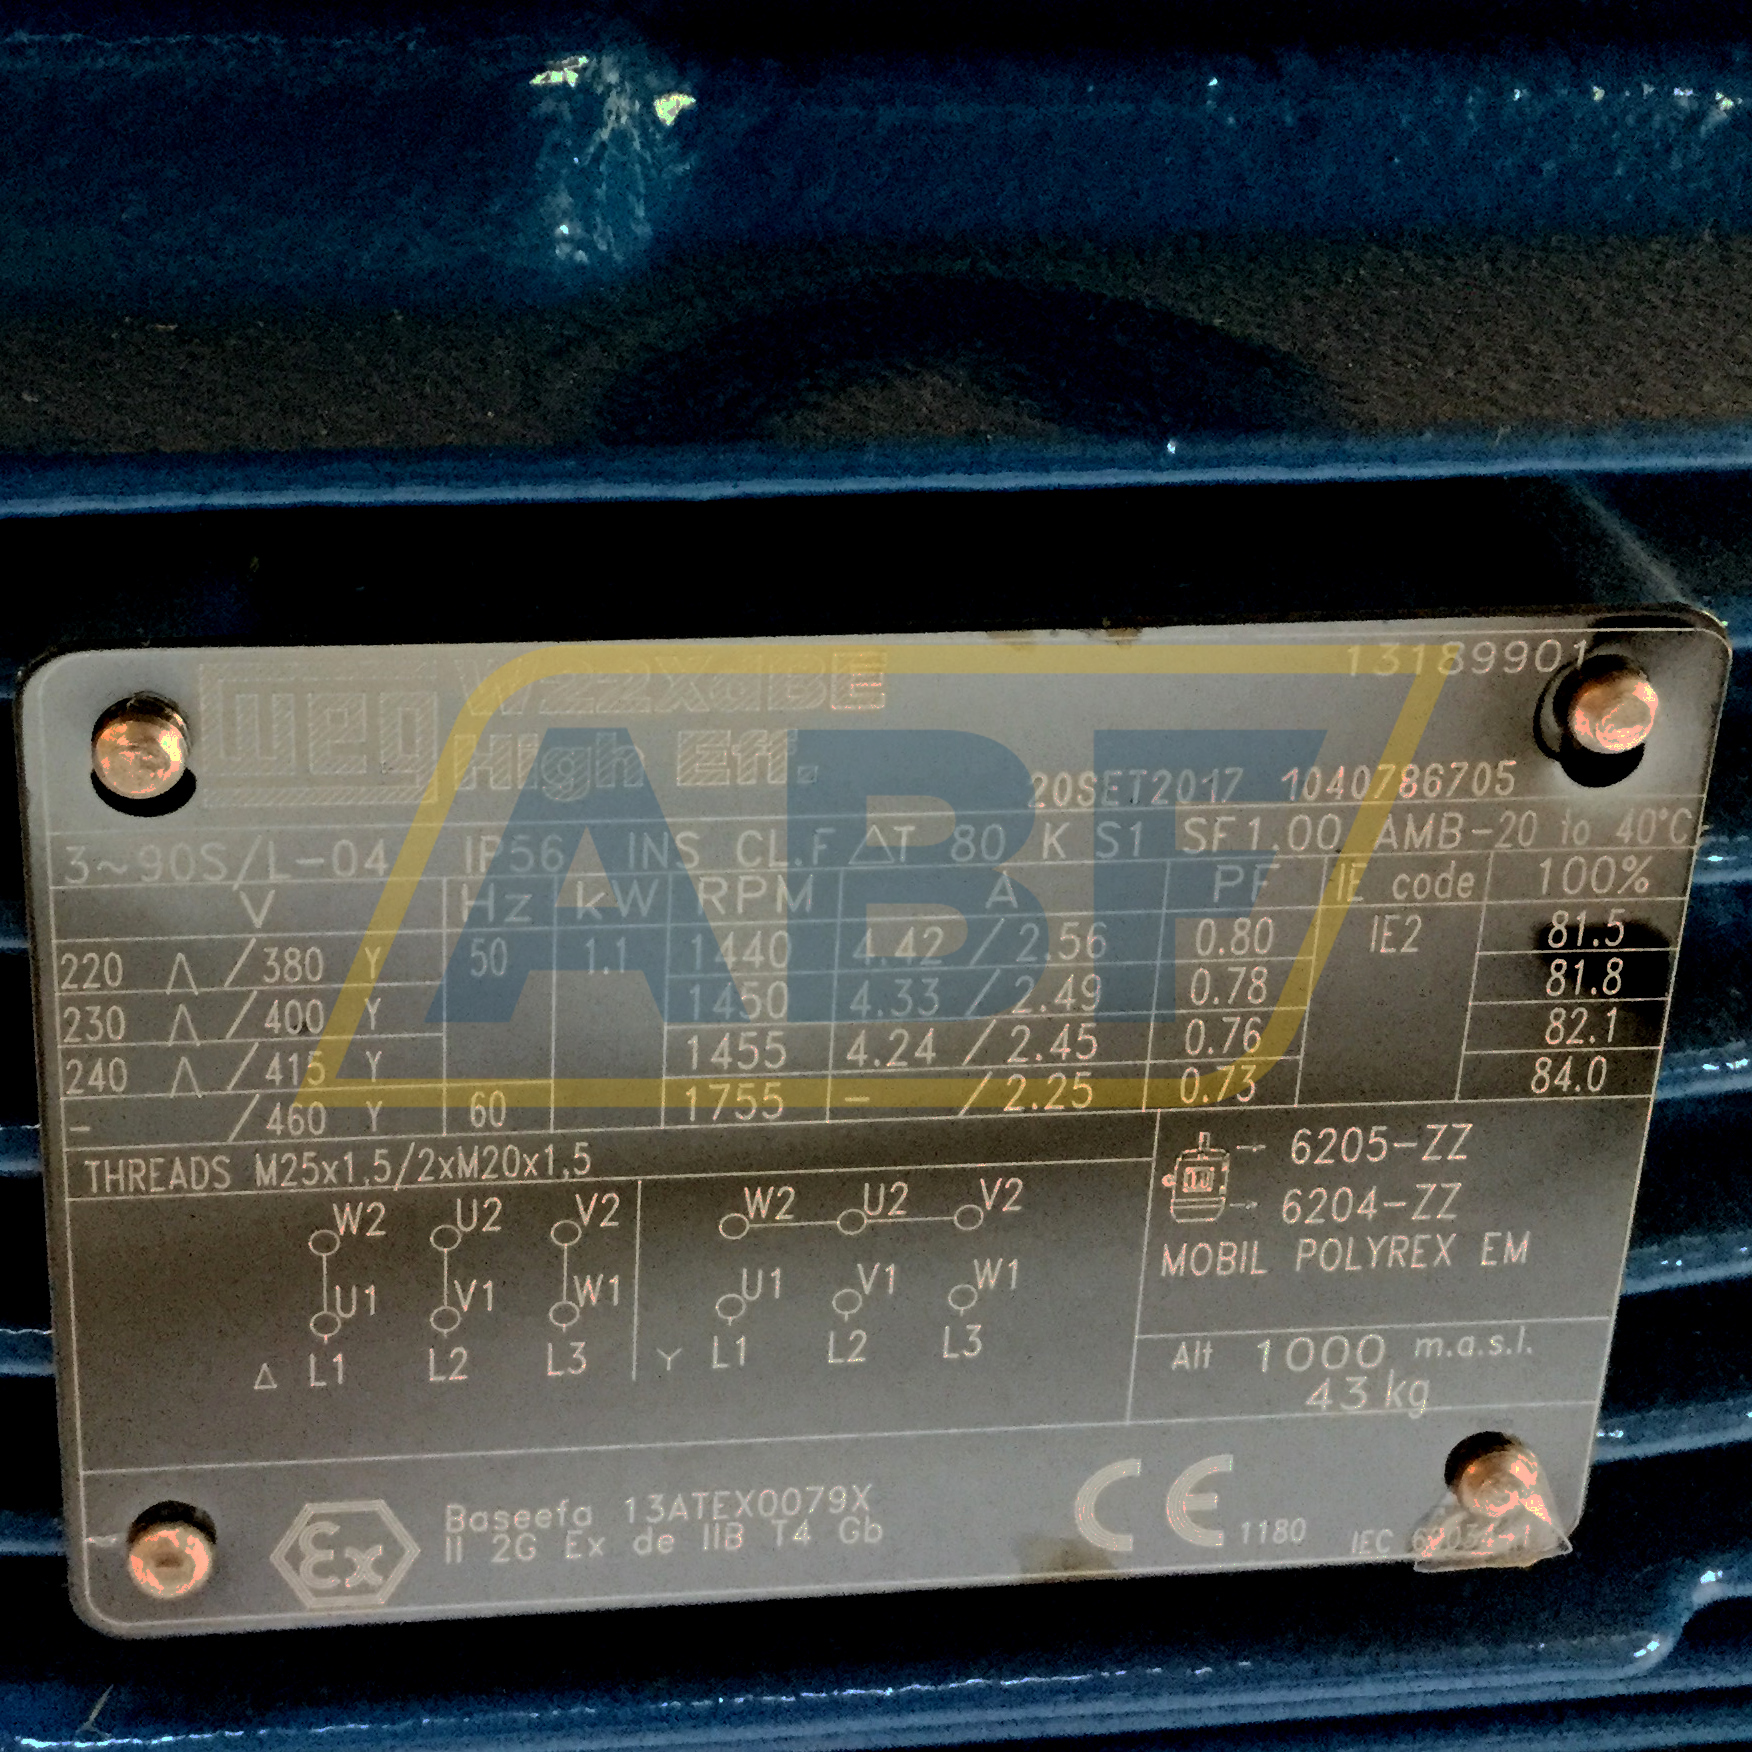 weg W22Xd BE 13189901
High Eff.
20SET2017 1040786705
3~90S/L-04 IP56 INS CL.F ΔT 80 K S1 SF1.00 AMB-20 to 40°C
V Hz kW RPM A PF IE code 100%
220 Δ /380 Y 50 1.1 1440 4.42 /2.56 0.80 IE2 81.5
230 Δ /400 Y 1450 4.33 /2.49 0.78 81.8
240 Δ /415 Y 1455 4.24 /2.45 0.76 82.1
- /460 Y 60 1755 - /2.25 0.73 84.0
THREADS M25x1,5/2xM20x1,5
W2 U2 V2 W2 U2 V2
U1 V1 W1 U1 V1 W1
Δ L1 L2 L3 Y L1 L2 L3
→ 6205-ZZ
→ 6204-ZZ
MOBIL POLYREX EM
Alt 1000 m.a.s.l.
43 kg
Ex Baseefa 13ATEX0079X
II 2G Ex de IIB T4 Gb
CE 1180 IEC 60034-1
ABF